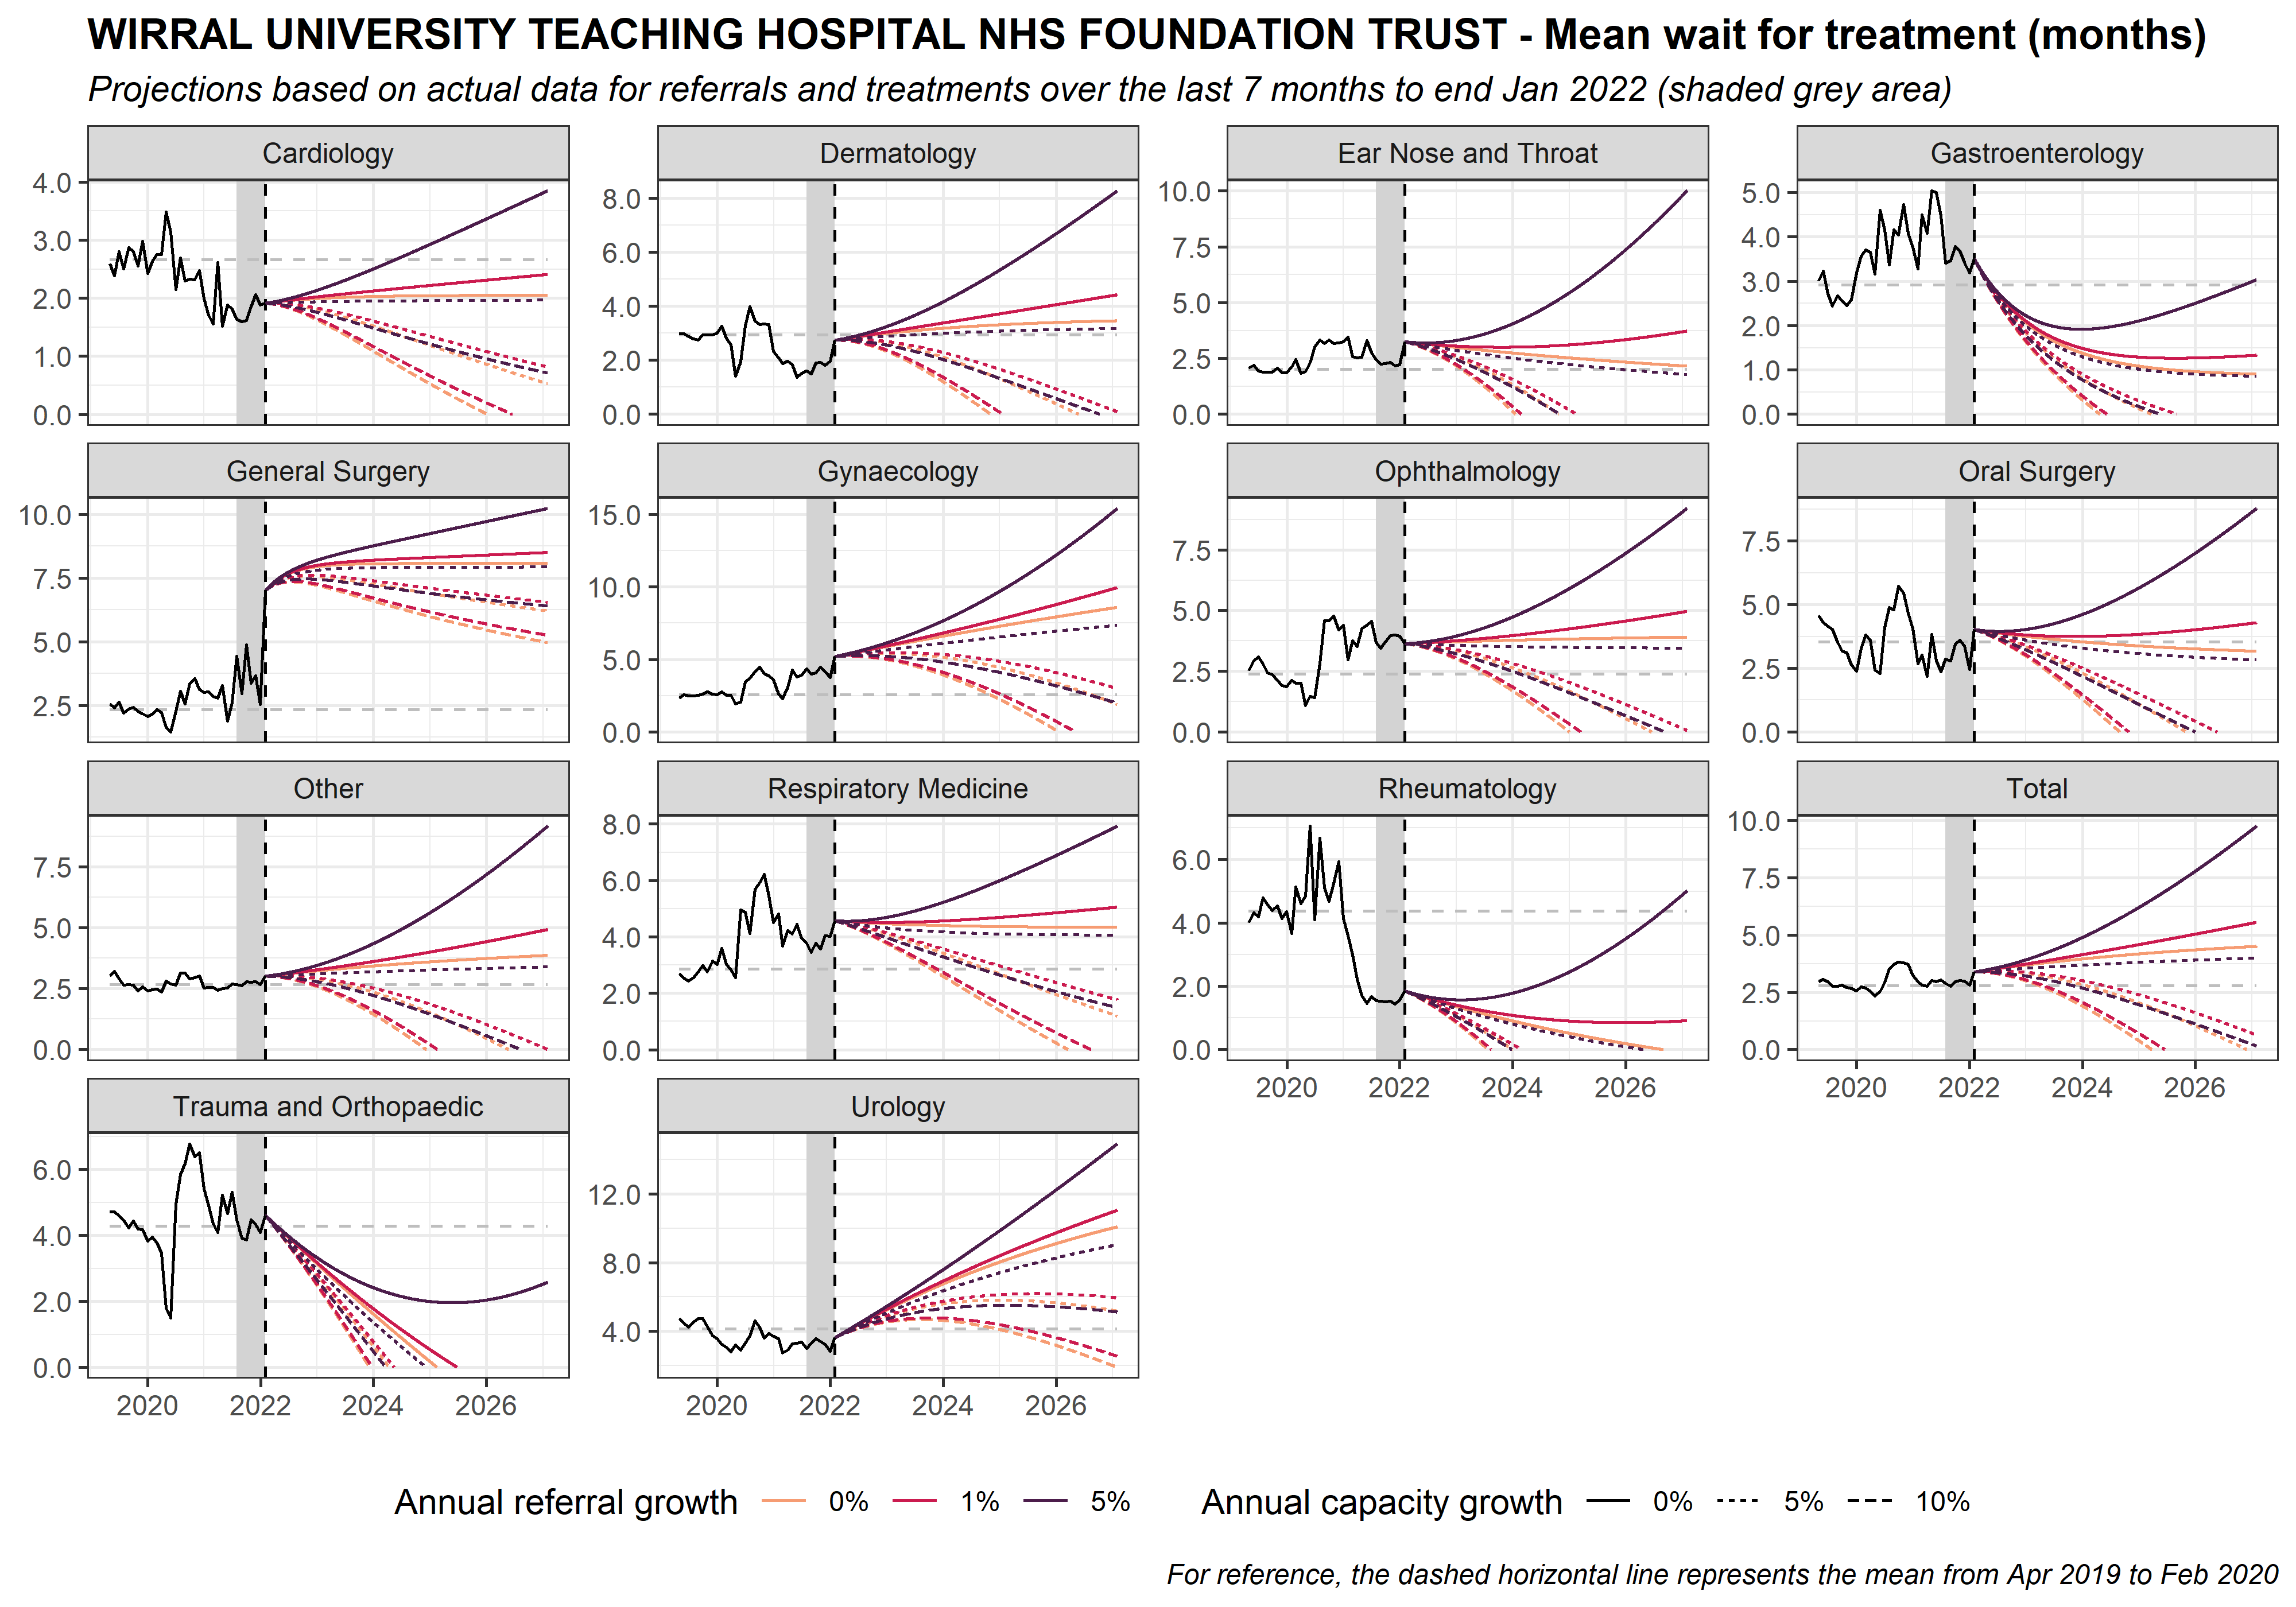 WIRRAL UNIVERSITY TEACHING HOSPITAL NHS FOUNDATION TRUST - Mean wait for treatment (months)
Projections based on actual data for referrals and treatments over the last 7 months to end Jan 2022 (shaded grey area)
Cardiology
4.0
3.0
2.0
1.0
0.0
Dermatology
8.0
6.0
4.0
2.0
0.0
Ear Nose and Throat
10.0
7.5
5.0
2.5
0.0
Gastroenterology
5.0
4.0
3.0
2.0
1.0
0.0
General Surgery
10.0
7.5
5.0
2.5
Gynaecology
15.0
10.0
5.0
0.0
Ophthalmology
7.5
5.0
2.5
0.0
Oral Surgery
7.5
5.0
2.5
0.0
Other
7.5
5.0
2.5
0.0
Respiratory Medicine
8.0
6.0
4.0
2.0
0.0
Rheumatology
6.0
4.0
2.0
0.0
2020 2022 2024 2026
Total
10.0
7.5
5.0
2.5
0.0
2020 2022 2024 2026
Trauma and Orthopaedic
6.0
4.0
2.0
0.0
2020 2022 2024 2026
Urology
12.0
8.0
4.0
2020 2022 2024 2026
Annual referral growth 0% 1% 5%
Annual capacity growth 0% 5% 10%
For reference, the dashed horizontal line represents the mean from Apr 2019 to Feb 2020